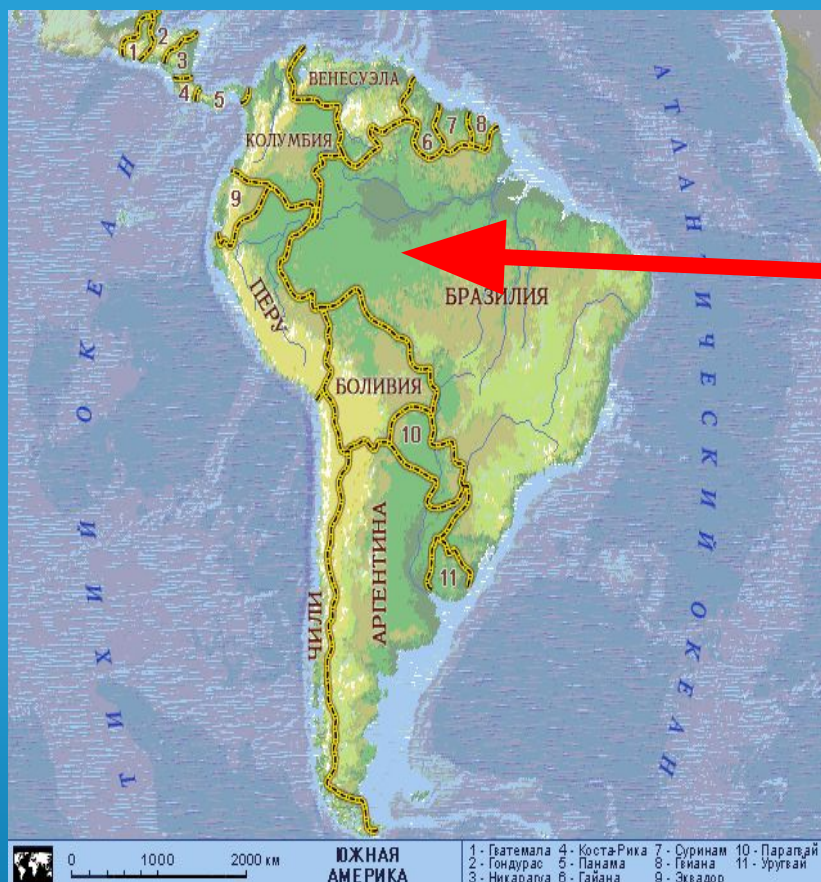 1
2
3
4
5
ВЕНЕСУЭЛА
КОЛУМБИЯ
6
7
8
9
ПЕРУ
БРАЗИЛИЯ
БОЛИВИЯ
10
ЧИЛИ
АРГЕНТИНА
11
ТИХИЙ ОКЕАН
АТЛАНТИЧЕСКИЙ ОКЕАН
0 1000 2000 км
ЮЖНАЯ
АМЕРИКА
1 - Гватемала 4 - Коста-Рика 7 - Суринам 10 - Парагвай
2 - Гондурас 5 - Панама 8 - Гвиана 11 - Уругвай
3 - Никарагуа 6 - Гайана 9 - Эквадор